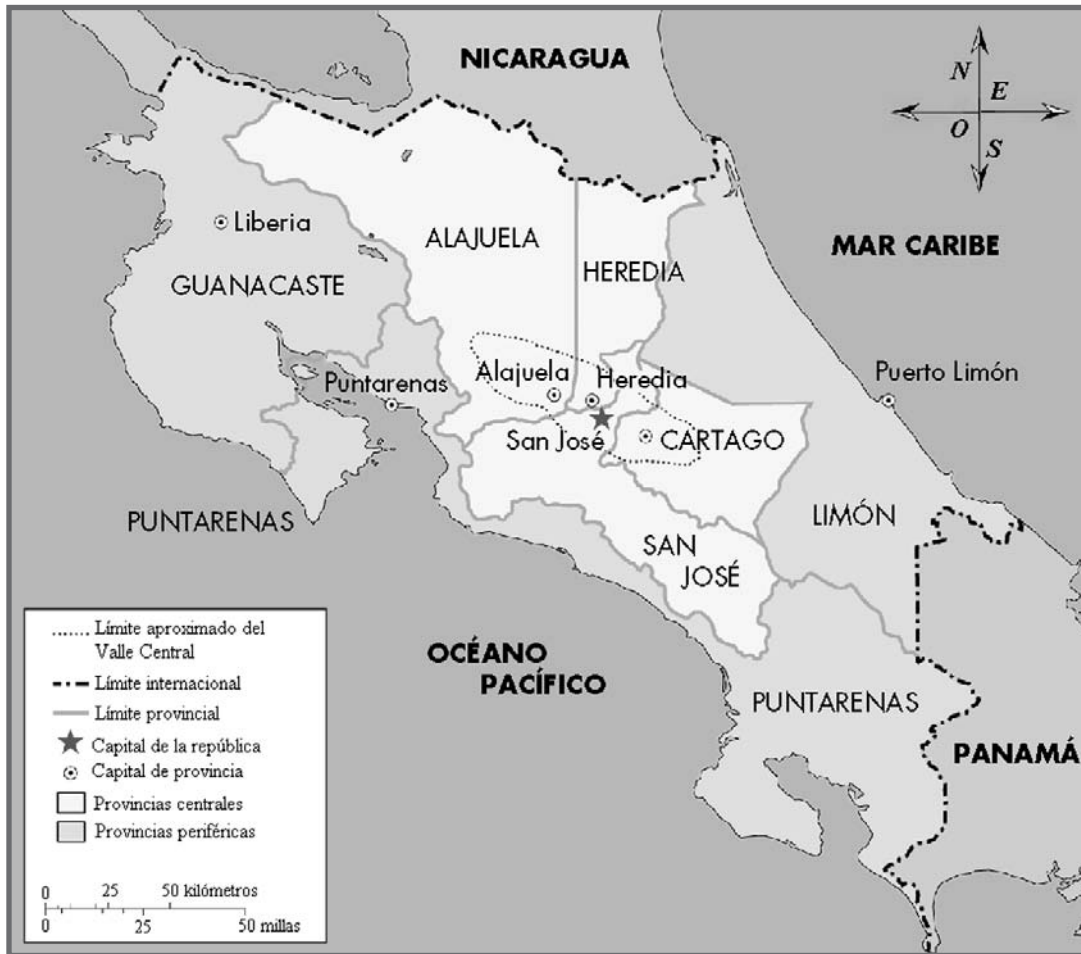 NICARAGUA
N
E
O
S
Liberia
ALAJUELA
MAR CARIBE
HEREDIA
GUANACASTE
Alajuela
Heredia
Puerto Limón
Puntarenas
San José
CARTAGO
PUNTARENAS
LIMÓN
SAN
JOSÉ
OCÉANO
PACÍFICO
PUNTARENAS
PANAMÁ
Límite aproximado del
Valle Central
Límite internacional
Límite provincial
Capital de la república
Capital de provincia
Provincias centrales
Provincias periféricas
0 25 50 kilómetros
0 25 50 millas